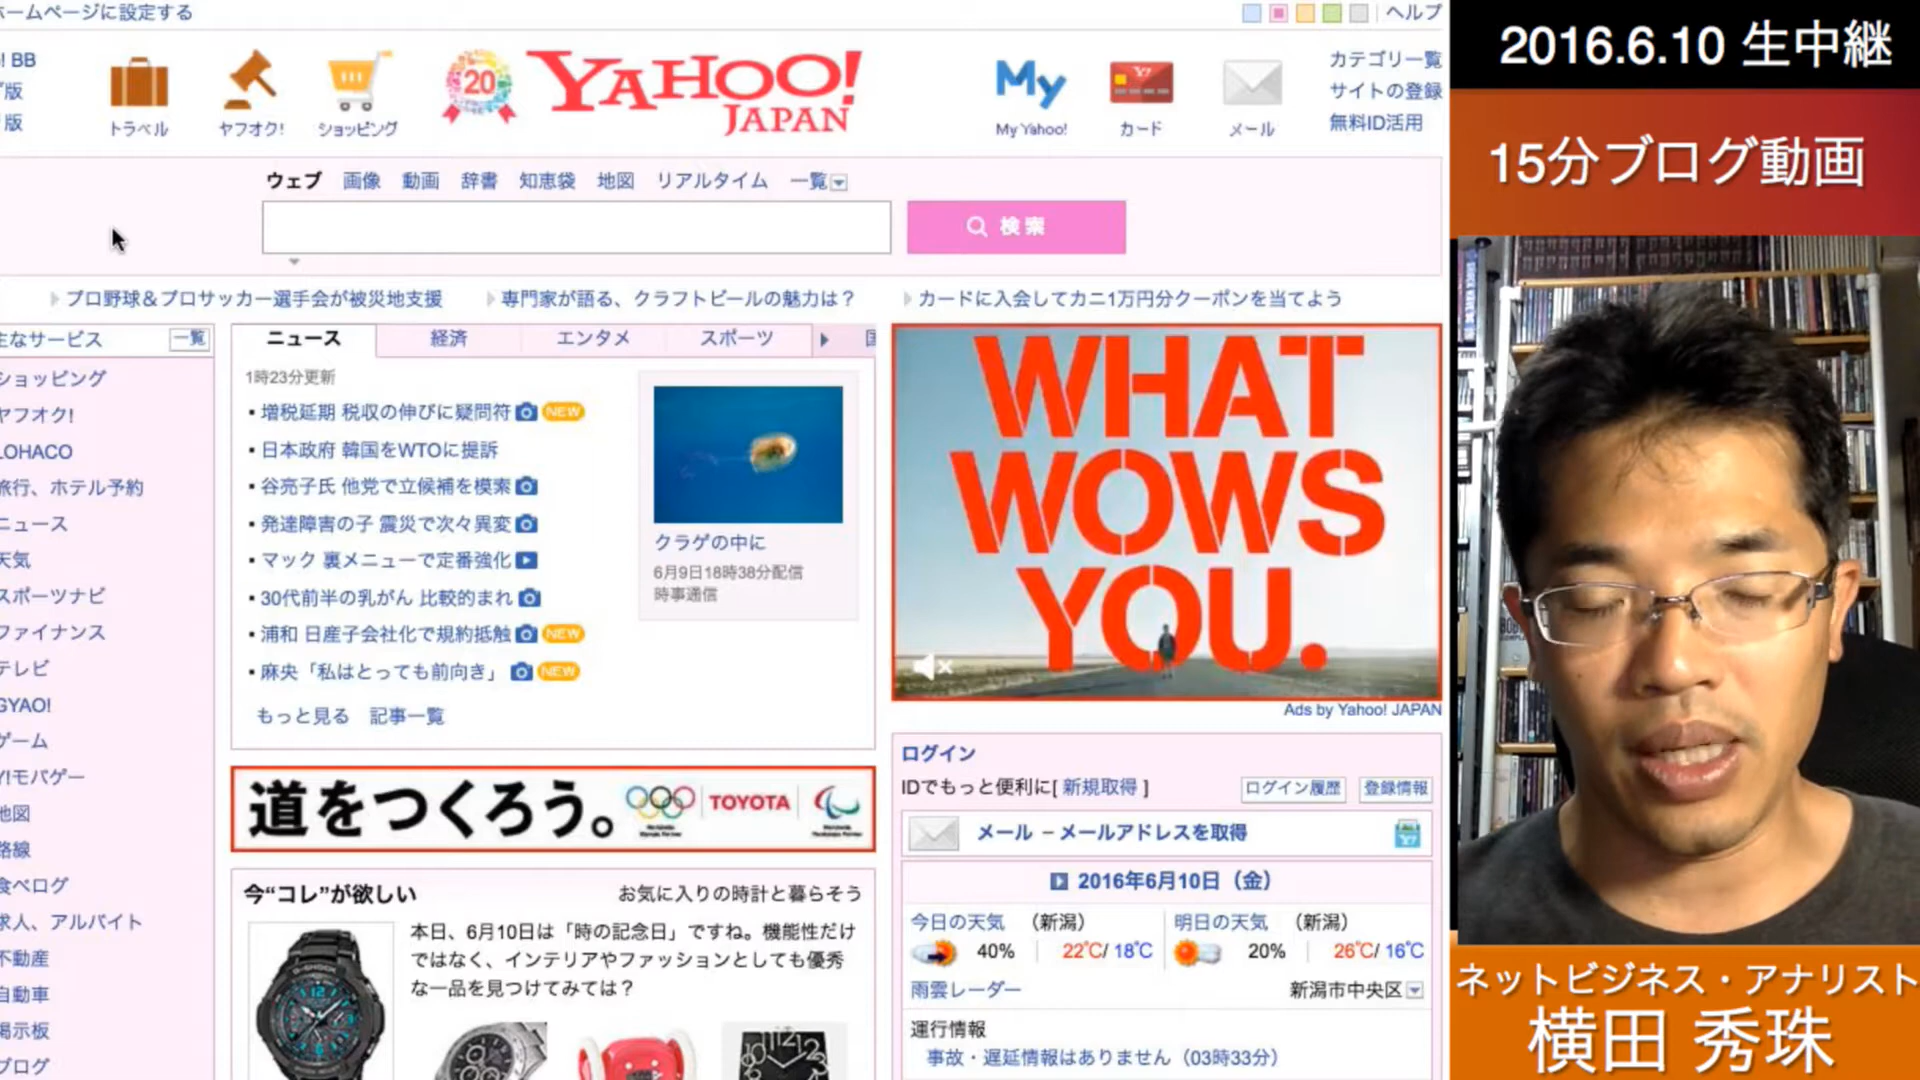 ホームページに設定する
ヘルプ
! BB
版
版
トラベル
ヤフオク!
ショッピング
20
YAHOO!
JAPAN
My
My Yahoo!
カード
メール
カテゴリ一覧
サイトの登録
無料ID活用
ウェブ 画像 動画 辞書 知恵袋 地図 リアルタイム 一覧
検索
プロ野球&プロサッカー選手会が被災地支援
専門家が語る、クラフトビールの魅力は?
カードに入会してカニ1万円分クーポンを当てよう
主なサービス
一覧
ショッピング
ヤフオク!
LOHACO
旅行、ホテル予約
ニュース
天気
スポーツナビ
ファイナンス
テレビ
GYAO!
ゲーム
Y!モバゲー
地図
路線
食べログ
求人、アルバイト
不動産
自動車
掲示板
ブログ
ニュース 経済 エンタメ スポーツ
1時23分更新
増税延期 税収の伸びに疑問符 NEW
日本政府 韓国をWTOに提訴
谷亮子氏 他党で立候補を模索
発達障害の子 震災で次々異変
マック 裏メニューで定番強化
30代前半の乳がん 比較的まれ
浦和 日産子会社化で規約抵触 NEW
麻央「私はとっても前向き」 NEW
もっと見る 記事一覧
クラゲの中に
6月9日18時38分配信
時事通信
道をつくろう。
TOYOTA
今“コレ”が欲しい
お気に入りの時計と暮らそう
本日、6月10日は「時の記念日」ですね。機能性だけ
ではなく、インテリアやファッションとしても優秀
な一品を見つけてみては?
G-SHOCK
WHAT
WOWS
YOU.
Ads by Yahoo! JAPAN
ログイン
IDでもっと便利に[ 新規取得 ]
ログイン履歴
登録情報
メール - メールアドレスを取得
2016年6月10日(金)
今日の天気 (新潟)
40% 22℃/ 18℃
明日の天気 (新潟)
20% 26℃/ 16℃
雨雲レーダー
新潟市中央区
運行情報
事故・遅延情報はありません(03時33分)
2016.6.10 生中継
15分ブログ動画
ネットビジネス・アナリスト
横田 秀珠